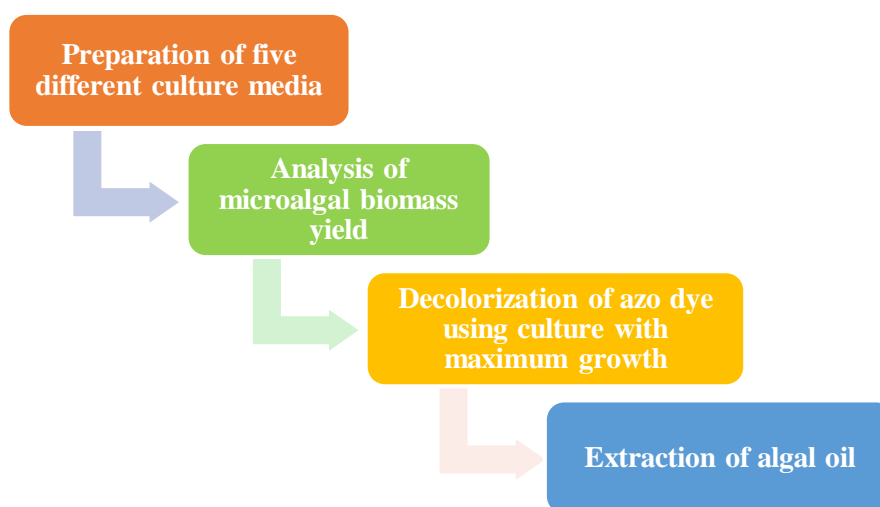 Preparation of five
different culture media
Analysis of
microalgal biomass
yield
Decolorization of azo dye
using culture with
maximum growth
Extraction of algal oil